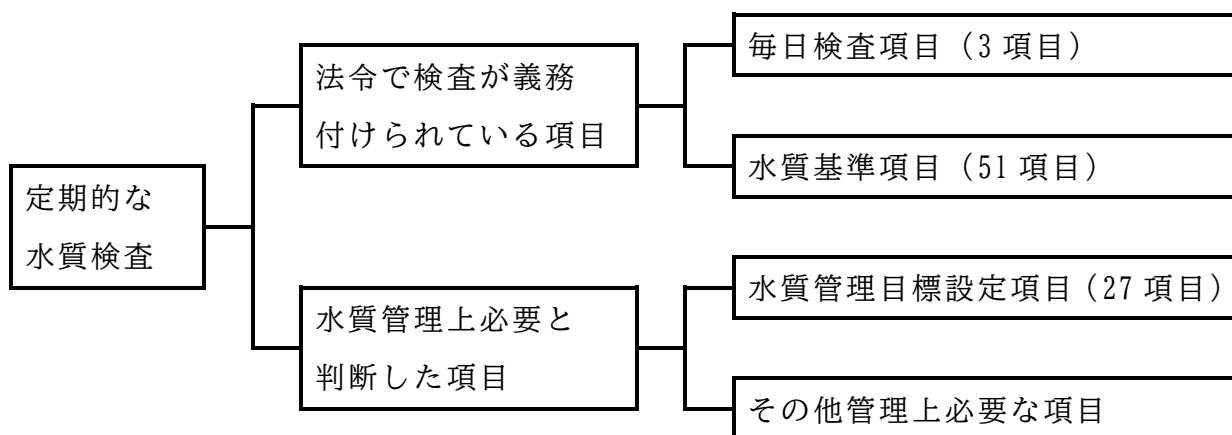 定期的な
水質検査
法令で検査が義務
付けられている項目
毎日検査項目（3 項目）
水質基準項目（51 項目）
水質管理上必要と
判断した項目
水質管理目標設定項目（27 項目）
その他管理上必要な項目